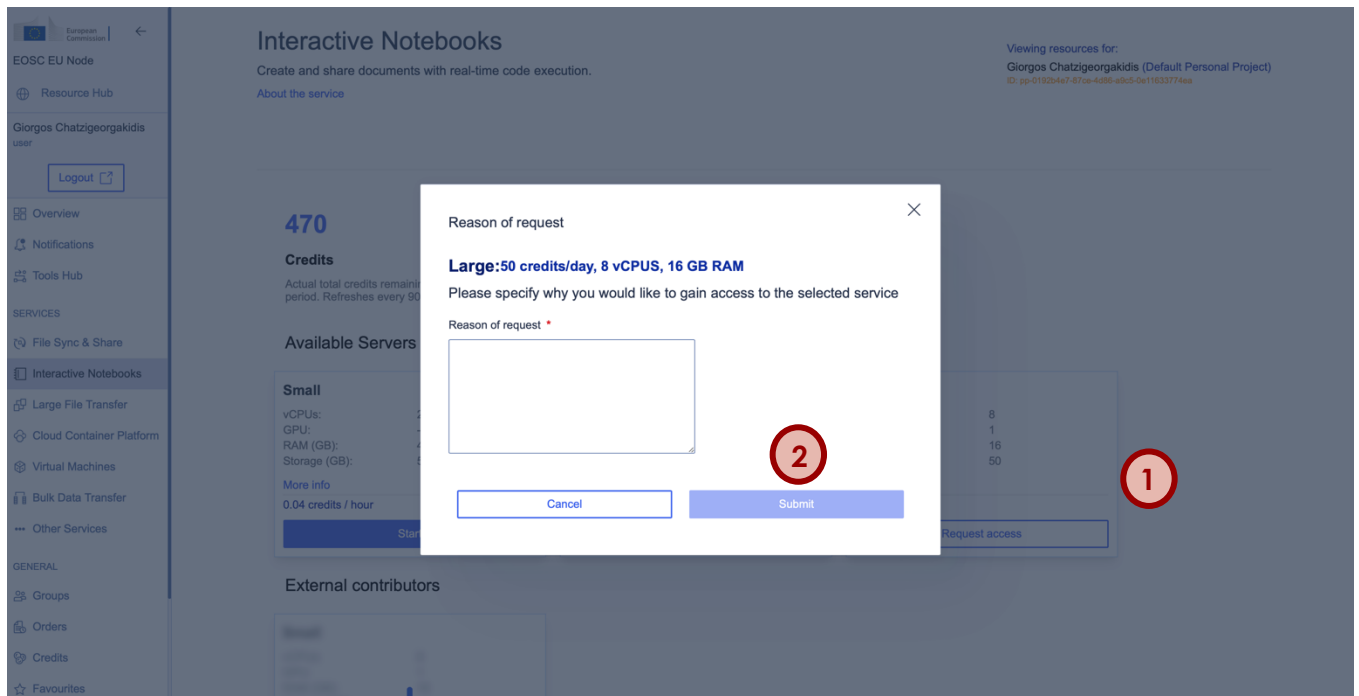 European
Commission
EOSC EU Node
Resource Hub
Giorgos Chatzigeorgakidis
user
Logout
Overview
Notifications
Tools Hub
SERVICES
File Sync & Share
Interactive Notebooks
Large File Transfer
Cloud Container Platform
Virtual Machines
Bulk Data Transfer
Other Services
GENERAL
Groups
Orders
Credits
Favourites
Interactive Notebooks
Create and share documents with real-time code execution.
About the service
Viewing resources for:
Giorgos Chatzigeorgakidis (Default Personal Project)
470
Credits
Actual total credits
period. Refreshes every 90
Available Servers
Small
vCPUs:
GPU:
RAM (GB):
Storage (GB):
More info
0.04 credits / hour
8
1
16
50
Request access
External contributors
Reason of request
Large:50 credits/day, 8 vCPUS, 16 GB RAM
Please specify why you would like to gain access to the selected service
Reason of request *
Cancel
Submit
2
1